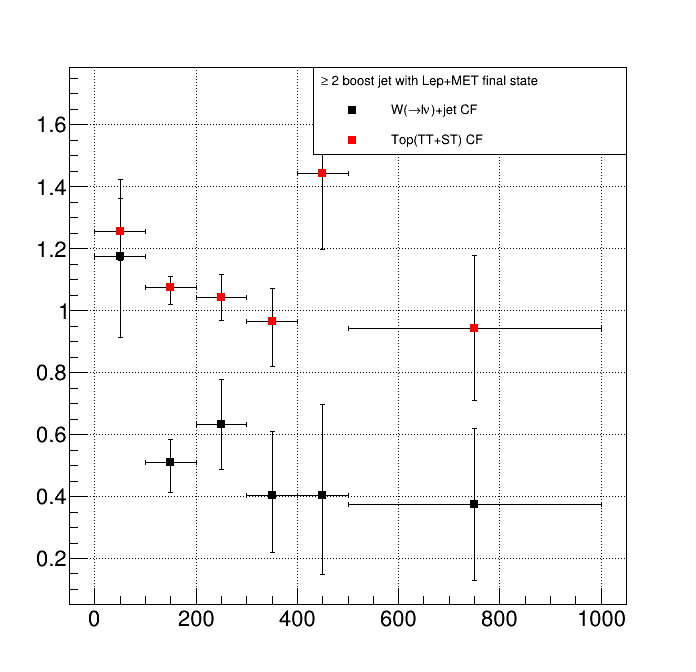 ≥ 2 boost jet with Lep+MET final state
W(→lν)+jet CF
Top(TT+ST) CF
1.6
1.4
1.2
1
0.8
0.6
0.4
0.2
0 200 400 600 800 1000